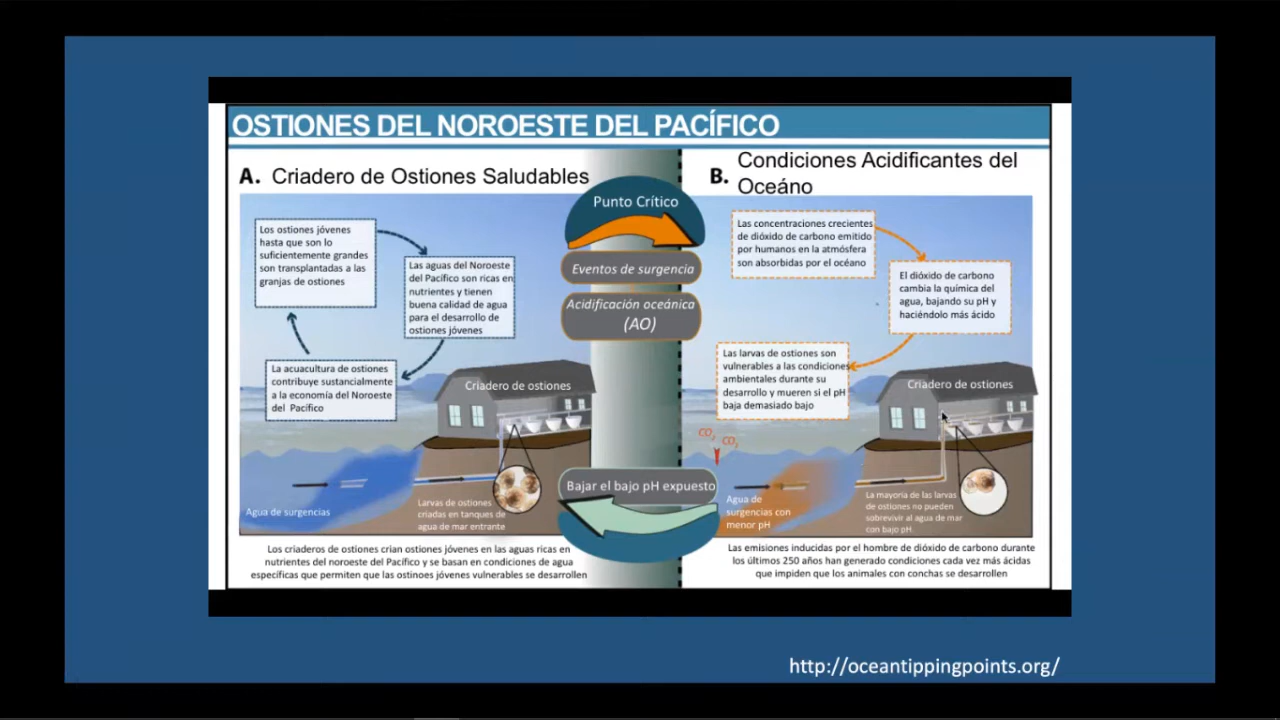 OSTIONES DEL NOROESTE DEL PACÍFICO
A. Criadero de Ostiones Saludables
Los ostiones jóvenes
hasta que son lo
suficientemente grandes
son transplantadas a las
granjas de ostiones
Las aguas del Noroeste
del Pacífico son ricas en
nutrientes y tienen
buena calidad de agua
para el desarrollo de
ostiones jóvenes
La acuacultura de ostiones
contribuye sustancialmente
a la economía del Noroeste
del Pacífico
Criadero de ostiones
Agua de surgencias
Larvas de ostiones
criadas en tanques de
agua de mar entrante
Los criaderos de ostiones crian ostiones jóvenes en las aguas ricas en
nutrientes del noroeste del Pacífico y se basan en condiciones de agua
específicas que permiten que las ostinoes jóvenes vulnerables se desarrollen
Punto Crítico
Eventos de surgencia
Acidificación oceánica
(AO)
Bajar el bajo pH expuesto
B. Condiciones Acidificantes del
Oceáno
Las concentraciones crecientes
de dióxido de carbono emitido
por humanos en la atmósfera
son absorbidas por el océano
El dióxido de carbono
cambia la química del
agua, bajando su pH y
haciéndolo más ácido
Las larvas de ostiones son
vulnerables a las condiciones
ambientales durante su
desarrollo y mueren si el pH
baja demasiado bajo
Criadero de ostiones
CO₂ CO₂
Agua de
surgencias con
menor pH
La mayoría de las larvas
de ostiones no pueden
sobrevivir al agua de mar
con bajo pH
Las emisiones inducidas por el hombre de dióxido de carbono durante
los últimos 250 años han generado condiciones cada vez más ácidas
que impiden que los animales con conchas se desarrollen
http://oceantippingpoints.org/